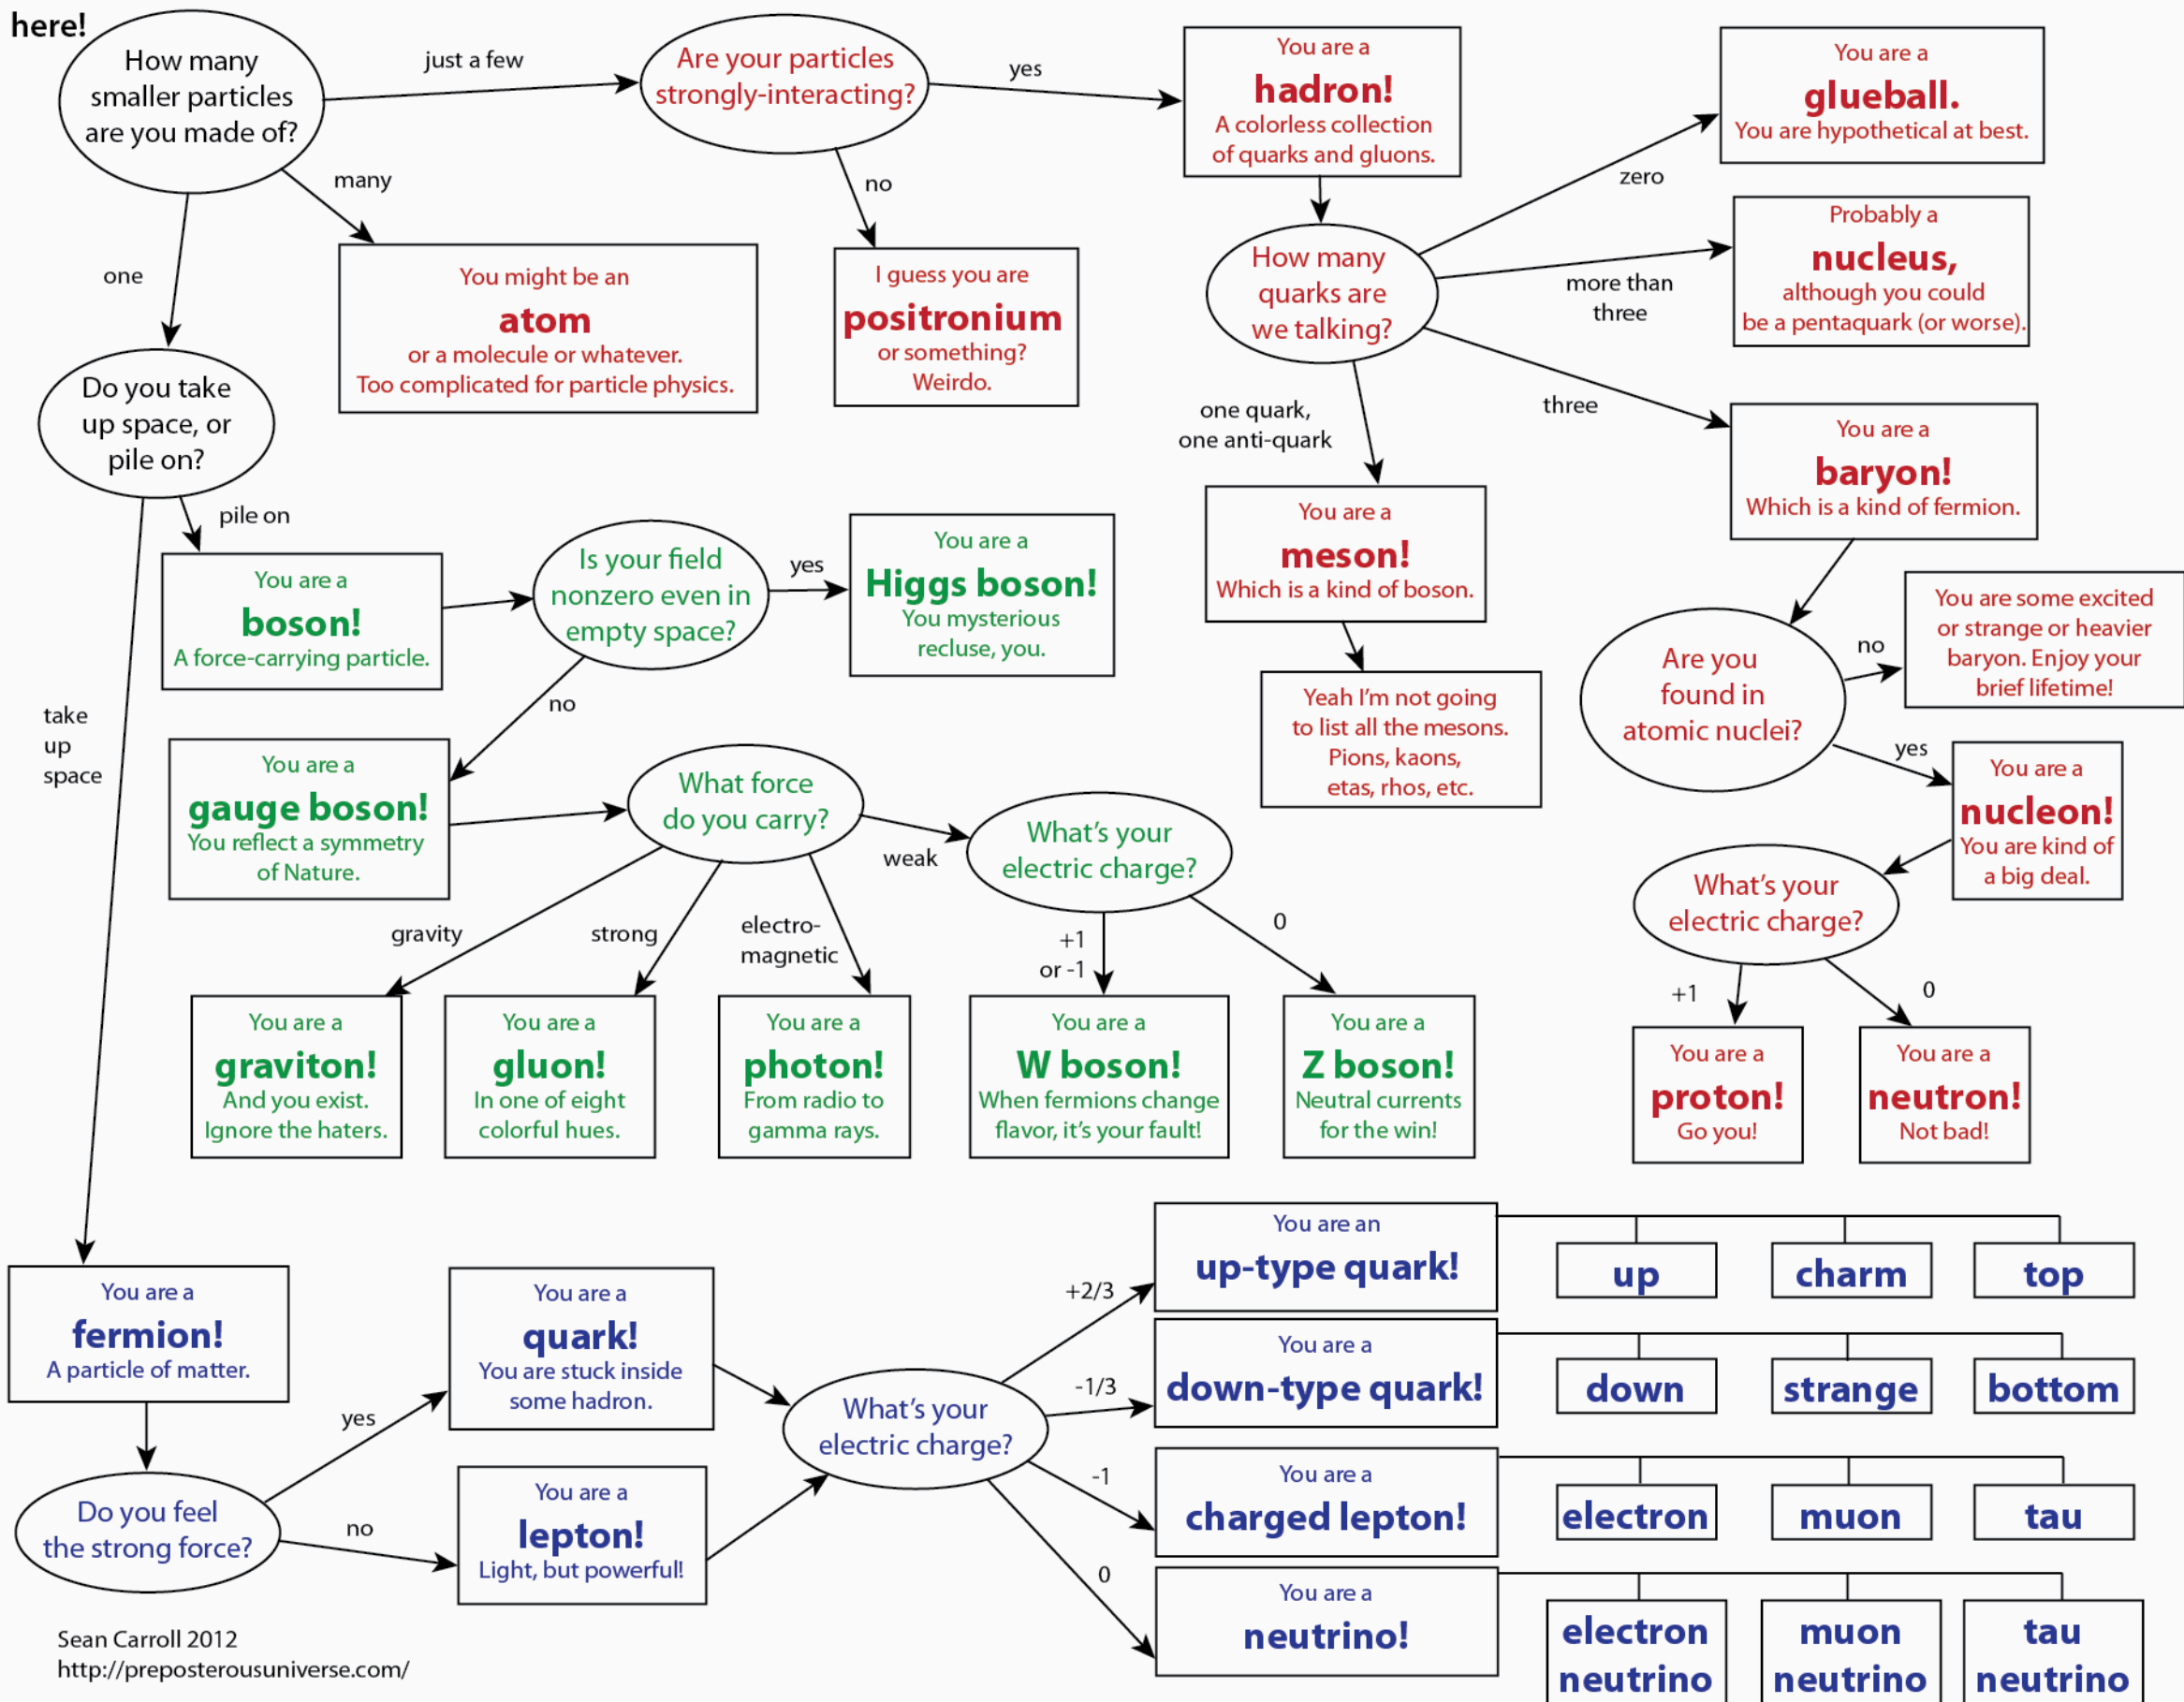 here!
How many
smaller particles
are you made of?
just a few
Are your particles
strongly-interacting?
yes
You are a
hadron!
A colorless collection
of quarks and gluons.
You are a
glueball.
You are hypothetical at best.
many
no
zero
one
You might be an
atom
or a molecule or whatever.
Too complicated for particle physics.
I guess you are
positronium
or something?
Weirdo.
How many
quarks are
we talking?
more than
three
Probably a
nucleus,
although you could
be a pentaquark (or worse).
Do you take
up space, or
pile on?
one quark,
one anti-quark
three
You are a
baryon!
Which is a kind of fermion.
pile on
You are a
boson!
A force-carrying particle.
Is your field
nonzero even in
empty space?
yes
You are a
Higgs boson!
You mysterious
recluse, you.
You are a
meson!
Which is a kind of boson.
Yeah I'm not going
to list all the mesons.
Pions, kaons,
etas, rhos, etc.
Are you
found in
atomic nuclei?
no
You are some excited
or strange or heavier
baryon. Enjoy your
brief lifetime!
yes
You are a
nucleon!
You are kind of
a big deal.
take
up
space
no
You are a
gauge boson!
You reflect a symmetry
of Nature.
What force
do you carry?
weak
What's your
electric charge?
What's your
electric charge?
gravity
strong
electro-
magnetic
+1
or -1
0
+1
0
You are a
graviton!
And you exist.
Ignore the haters.
You are a
gluon!
In one of eight
colorful hues.
You are a
photon!
From radio to
gamma rays.
You are a
W boson!
When fermions change
flavor, it's your fault!
You are a
Z boson!
Neutral currents
for the win!
You are a
proton!
Go you!
You are a
neutron!
Not bad!
You are a
fermion!
A particle of matter.
Do you feel
the strong force?
yes
no
You are a
quark!
You are stuck inside
some hadron.
You are a
lepton!
Light, but powerful!
What's your
electric charge?
+2/3
-1/3
-1
0
You are an
up-type quark!
up
charm
top
You are a
down-type quark!
down
strange
bottom
You are a
charged lepton!
electron
muon
tau
You are a
neutrino!
electron
neutrino
muon
neutrino
tau
neutrino
Sean Carroll 2012
http://preposterousuniverse.com/